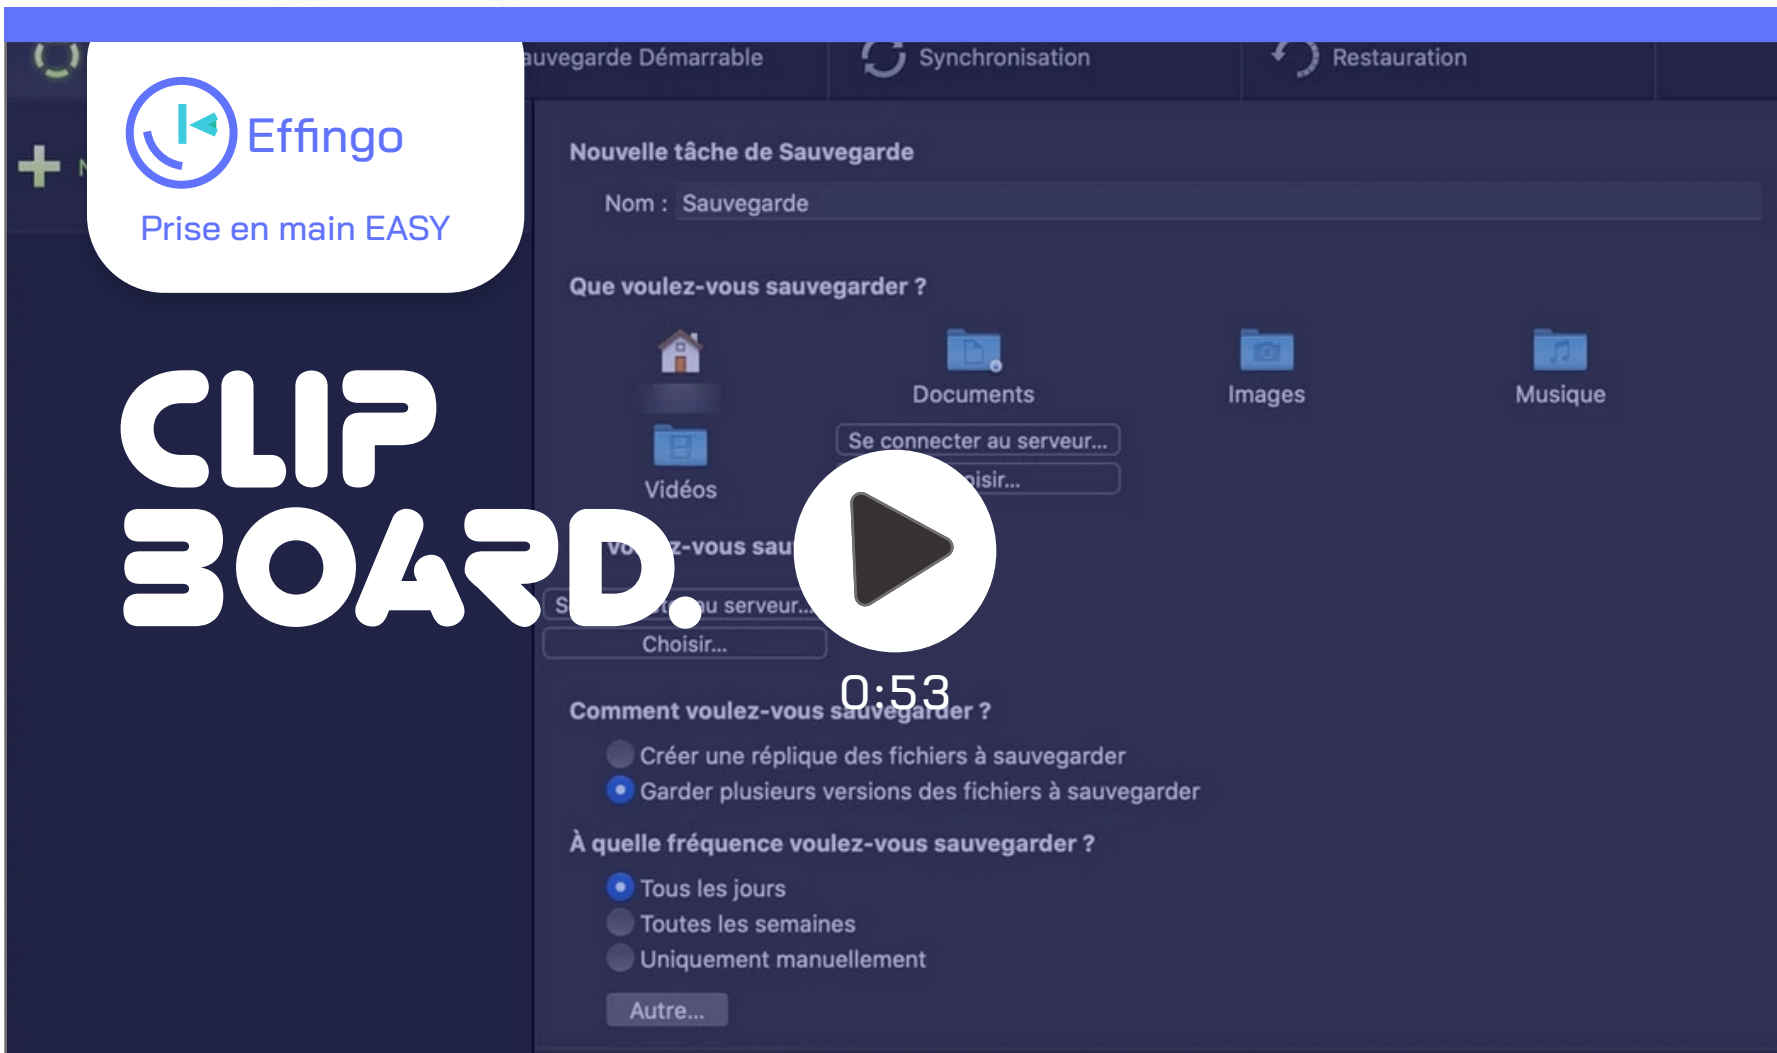 Démarrable
Synchronisation
Restauration
Effingo
Prise en main EASY
Nouvelle tâche de Sauvegarde
Nom : Sauvegarde
Que voulez-vous sauvegarder ?
Documents
Images
Musique
Se connecter au serveur...
Vidéos
CLIP
BOARD.
au serveur...
Choisir...
0:53
Comment voulez-vous sauvegarder ?
Créer une réplique des fichiers à sauvegarder
Garder plusieurs versions des fichiers à sauvegarder
À quelle fréquence voulez-vous sauvegarder ?
Tous les jours
Toutes les semaines
Uniquement manuellement
Autre...